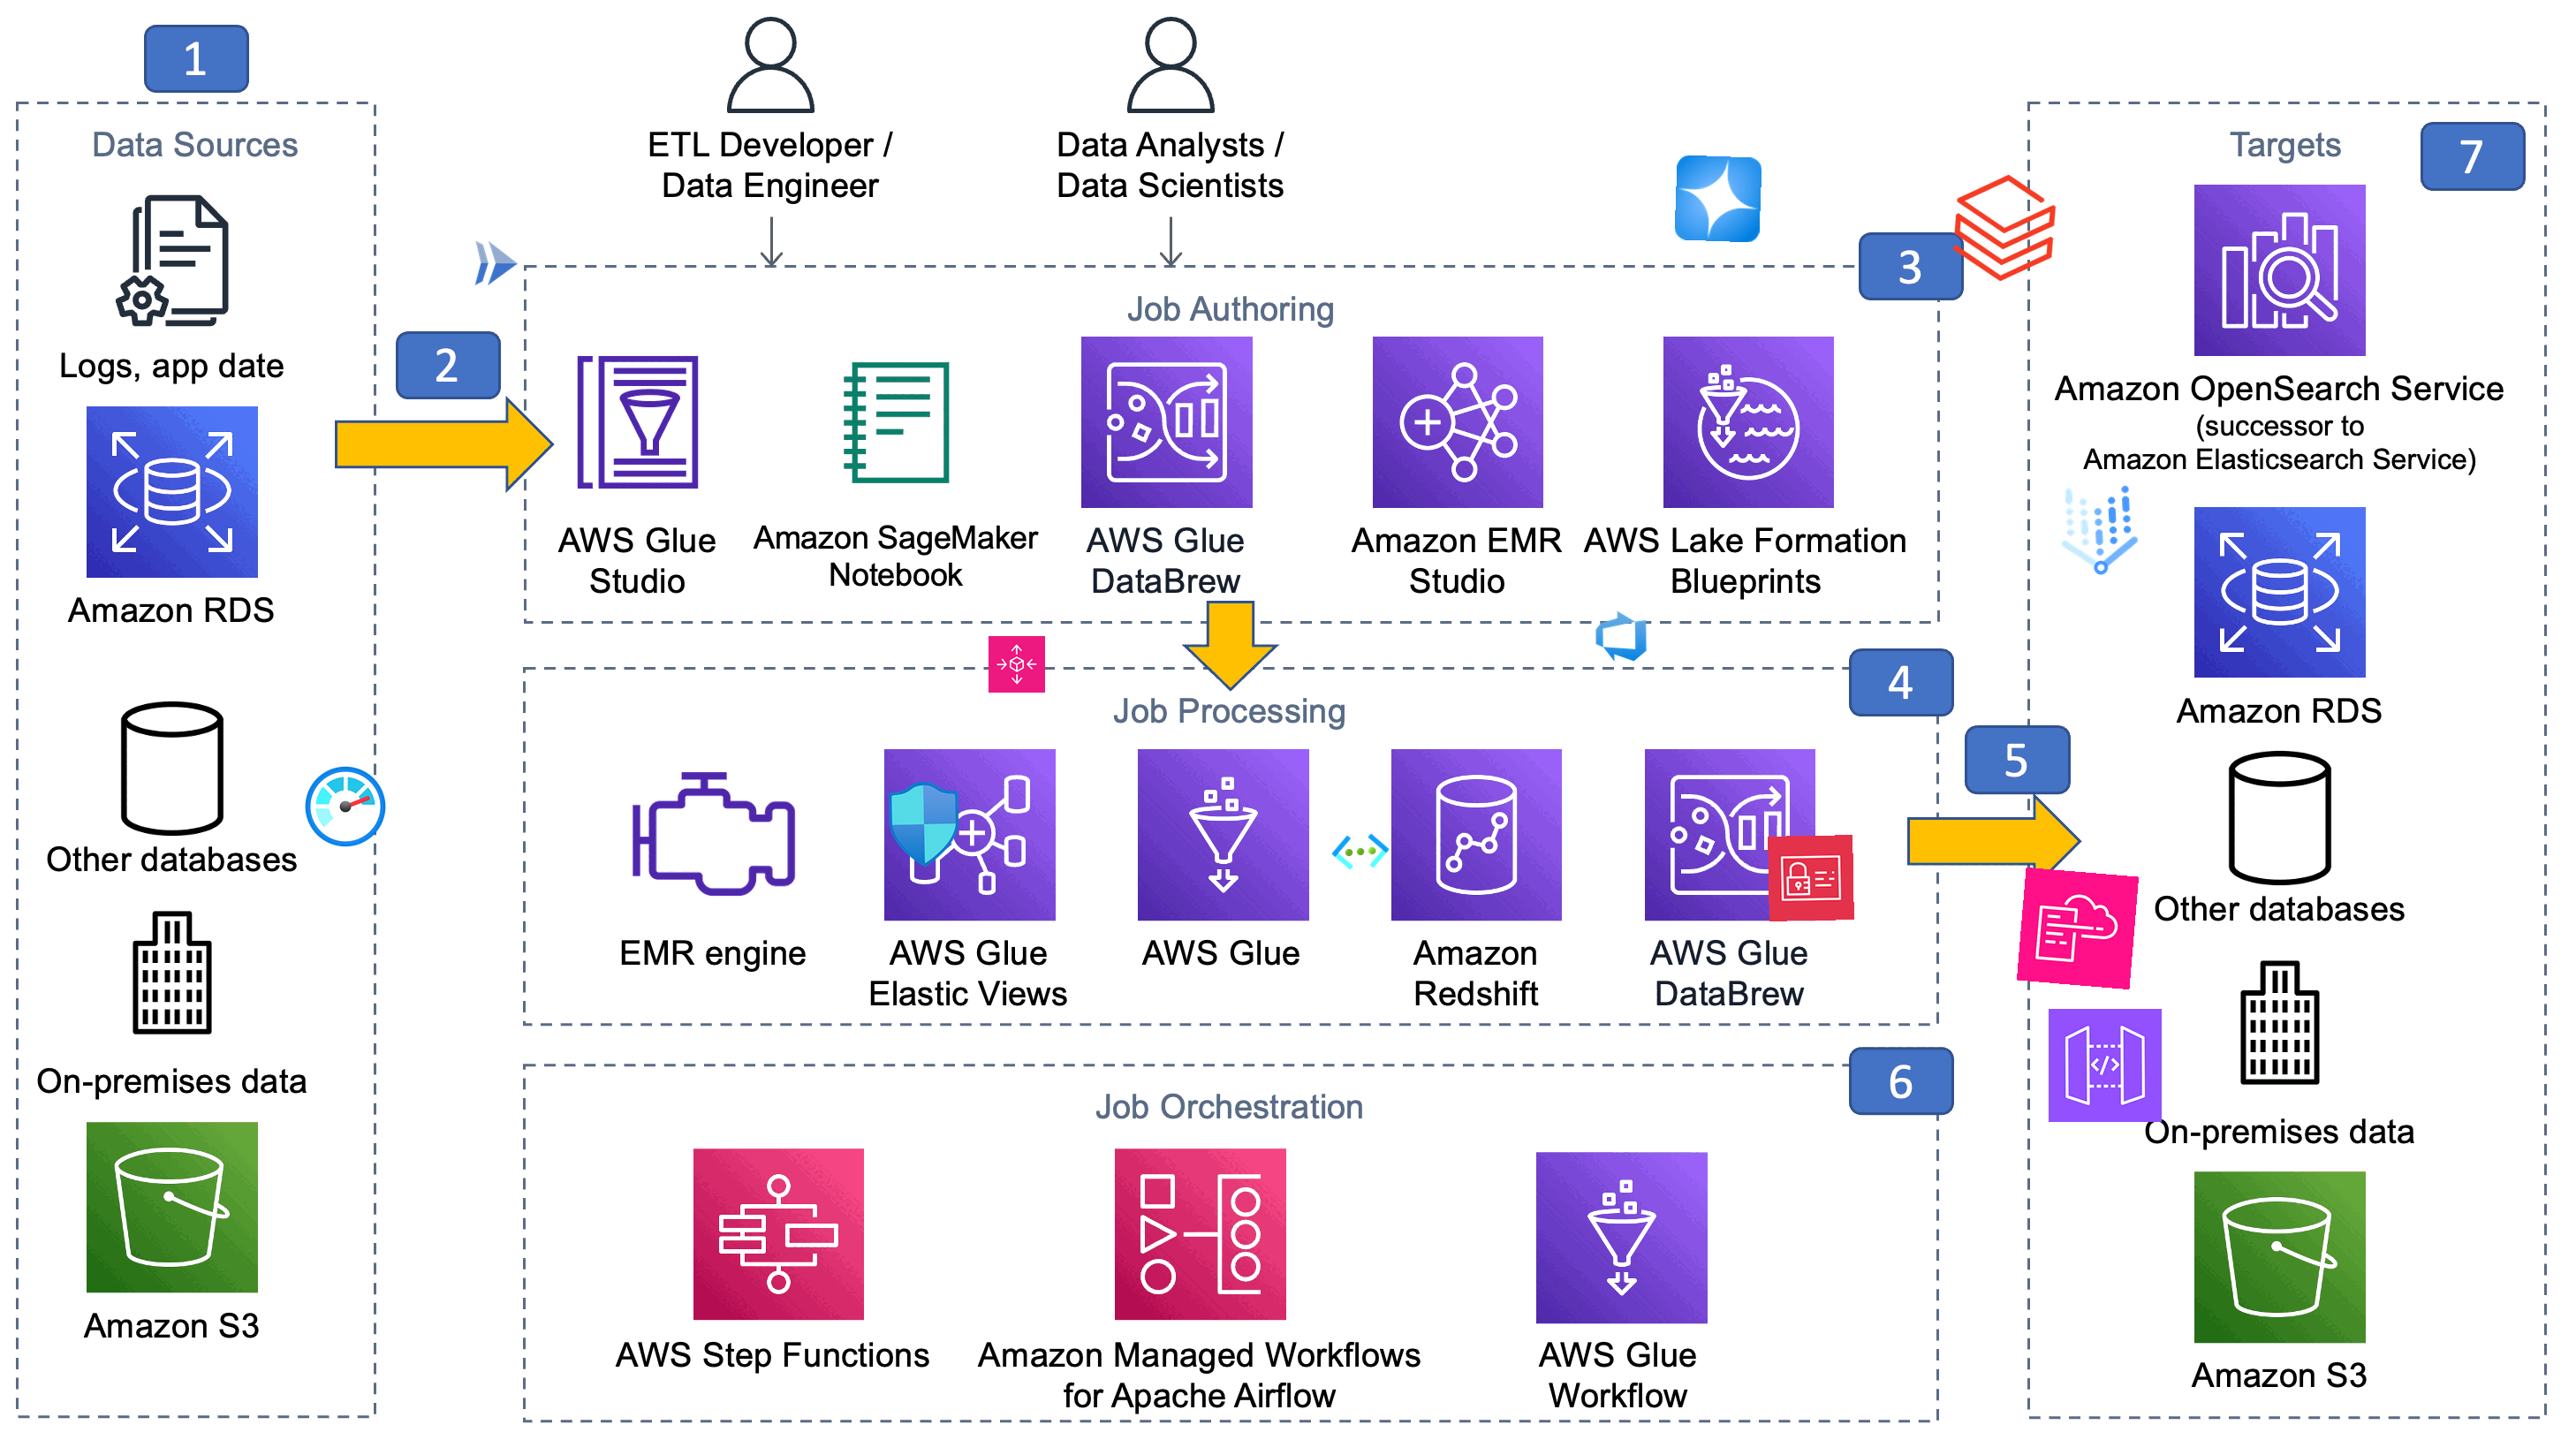 1
Data Sources
Logs, app date
Amazon RDS
Other databases
On-premises data
Amazon S3
2
ETL Developer /
Data Engineer
Data Analysts /
Data Scientists
3
Job Authoring
AWS Glue
Studio
Amazon SageMaker
Notebook
AWS Glue
DataBrew
Amazon EMR
Studio
AWS Lake Formation
Blueprints
4
Job Processing
EMR engine
AWS Glue
Elastic Views
AWS Glue
Amazon
Redshift
AWS Glue
DataBrew
5
6
Job Orchestration
AWS Step Functions
Amazon Managed Workflows
for Apache Airflow
AWS Glue
Workflow
7
Targets
Amazon OpenSearch Service
(successor to
Amazon Elasticsearch Service)
Amazon RDS
Other databases
On-premises data
Amazon S3